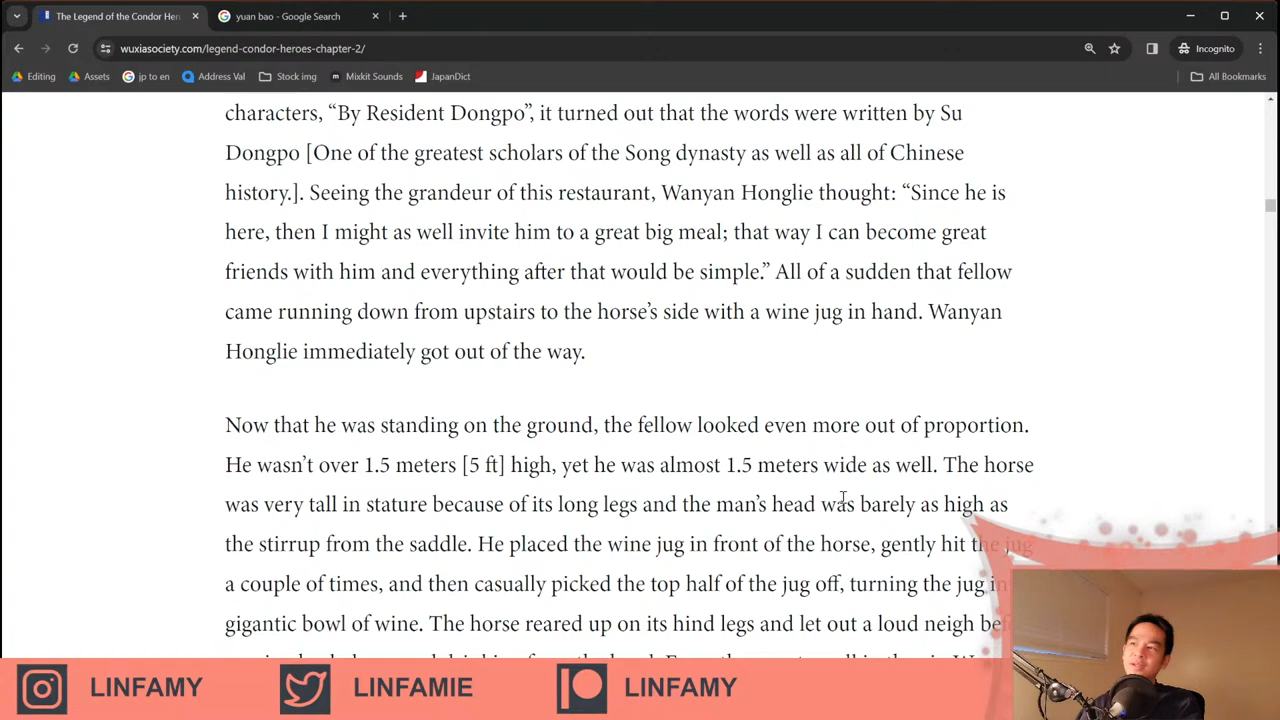 The Legend of the Condor Her
yuan bao - Google Search
wuxiasociety.com/legend-condor-heroes-chapter-2/
Incognito
Editing
Assets
jp to en
Address Val
Stock img
Mixkit Sounds
JapanDict
All Bookmarks
characters, “By Resident Dongpo”, it turned out that the words were written by Su
Dongpo [One of the greatest scholars of the Song dynasty as well as all of Chinese
history.]. Seeing the grandeur of this restaurant, Wanyan Honglie thought: “Since he is
here, then I might as well invite him to a great big meal; that way I can become great
friends with him and everything after that would be simple.” All of a sudden that fellow
came running down from upstairs to the horse’s side with a wine jug in hand. Wanyan
Honglie immediately got out of the way.
Now that he was standing on the ground, the fellow looked even more out of proportion.
He wasn’t over 1.5 meters [5 ft] high, yet he was almost 1.5 meters wide as well. The horse
was very tall in stature because of its long legs and the man’s head was barely as high as
the stirrup from the saddle. He placed the wine jug in front of the horse, gently hit the jug
a couple of times, and then casually picked the top half of the jug off, turning the jug in
gigantic bowl of wine. The horse reared up on its hind legs and let out a loud neigh bef
LINFAMY
LINFAMIE
LINFAMY